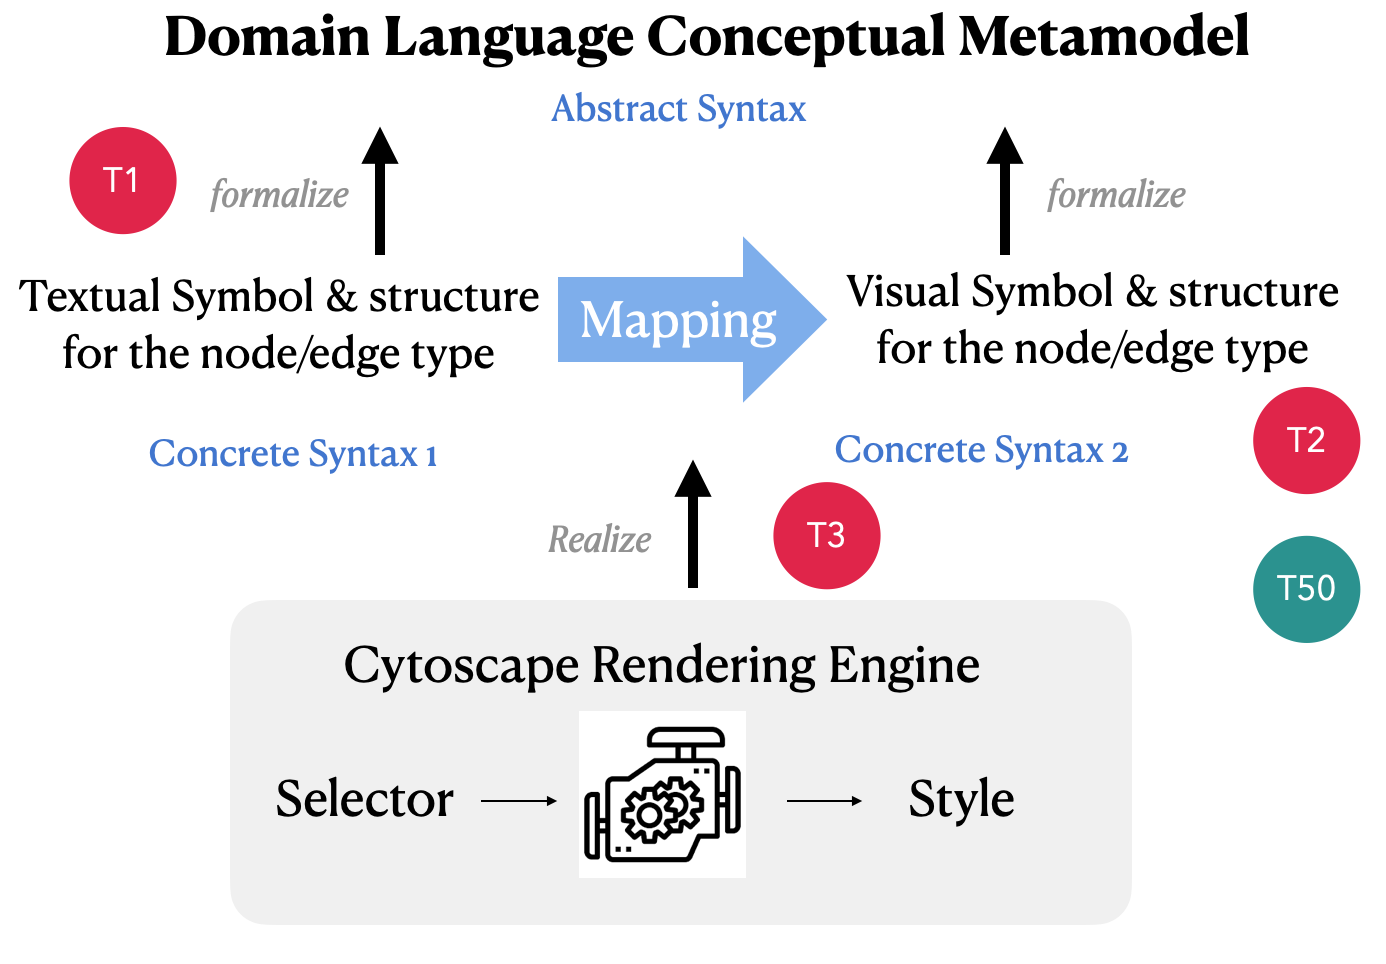 Domain Language Conceptual Metamodel
Abstract Syntax
T1
formalize
formalize
Textual Symbol & structure
for the node/edge type
Mapping
Visual Symbol & structure
for the node/edge type
Concrete Syntax 1
Concrete Syntax 2
T2
Realize
T3
T50
Cytoscape Rendering Engine
Selector
Style